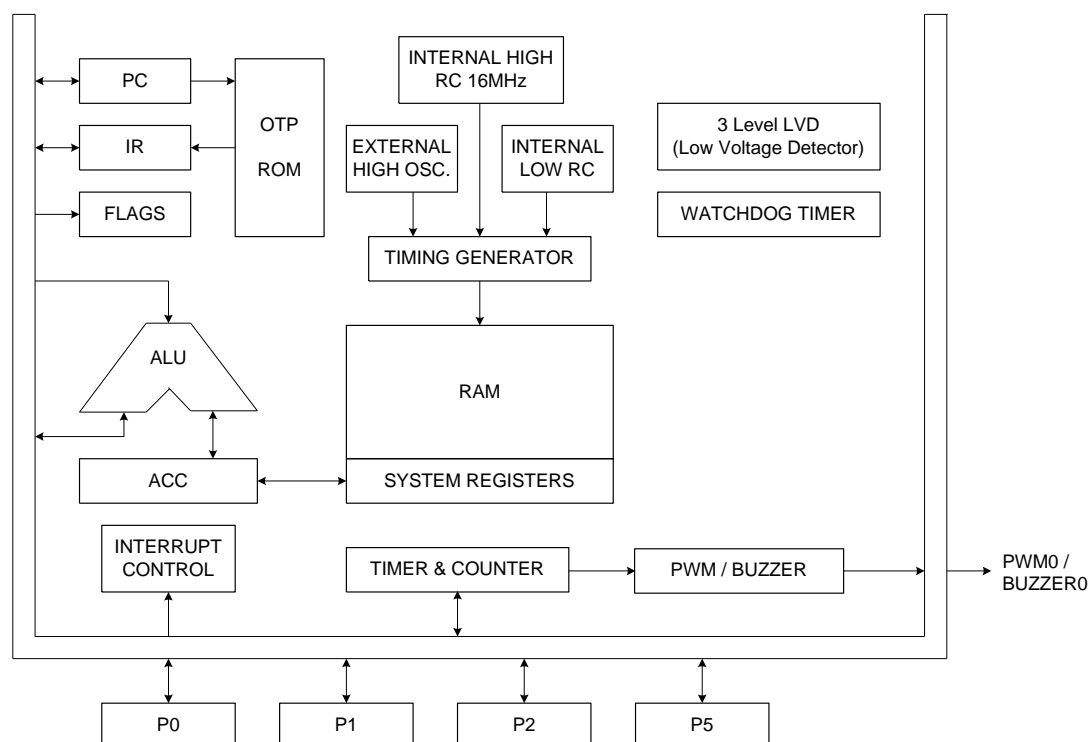 INTERNAL HIGH
RC 16MHz
PC
OTP
ROM
IR
FLAGS
EXTERNAL
HIGH OSC.
INTERNAL
LOW RC
3 Level LVD
(Low Voltage Detector)
WATCHDOG TIMER
TIMING GENERATOR
ALU
RAM
ACC
SYSTEM REGISTERS
INTERRUPT
CONTROL
TIMER & COUNTER
PWM / BUZZER
PWM0 /
BUZZER0
P0
P1
P2
P5